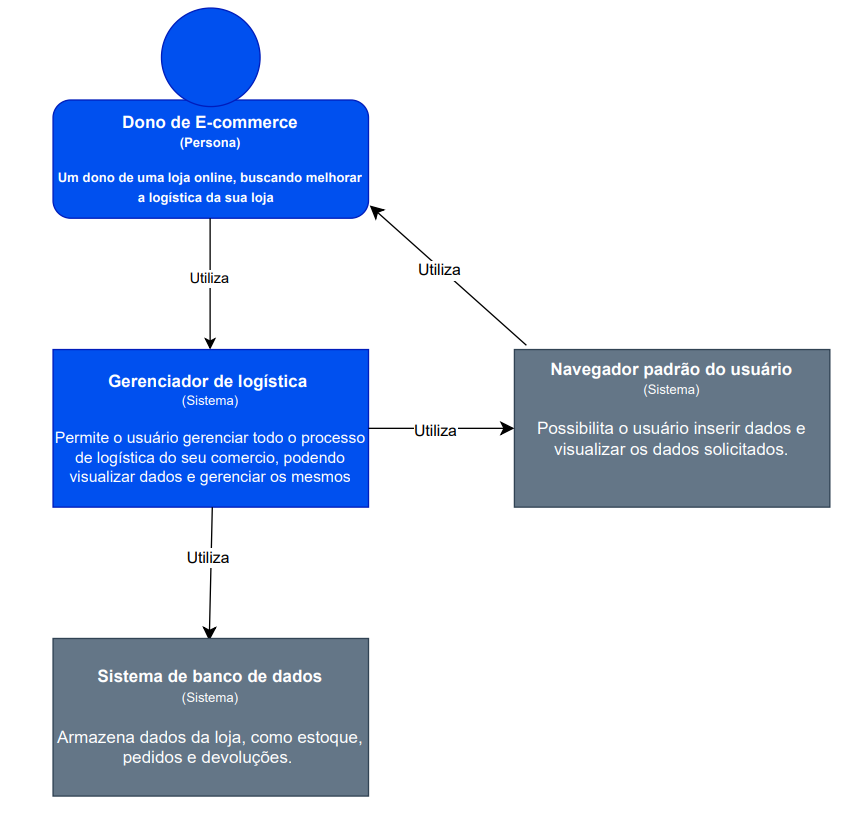 Dono de E-commerce
(Persona)
Um dono de uma loja online, buscando melhorar
a logística da sua loja
Utiliza
Utiliza
Gerenciador de logística
(Sistema)
Permite o usuário gerenciar todo o processo
de logística do seu comercio, podendo
visualizar dados e gerenciar os mesmos
Utiliza
Navegador padrão do usuário
(Sistema)
Possibilita o usuário inserir dados e
visualizar os dados solicitados.
Utiliza
Sistema de banco de dados
(Sistema)
Armazena dados da loja, como estoque,
pedidos e devoluções.